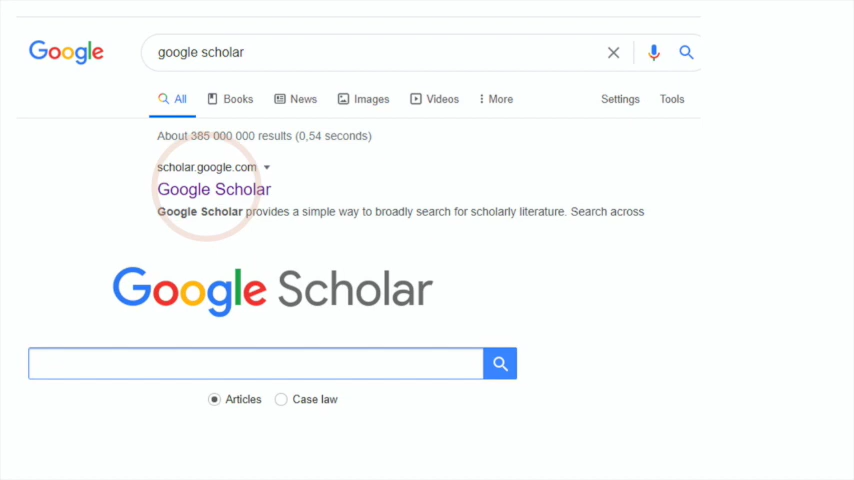 Google
google scholar
All Books News Images Videos More Settings Tools
About 385 000 000 results (0,54 seconds)
scholar.google.com
Google Scholar
Google Scholar provides a simple way to broadly search for scholarly literature. Search across
Google Scholar
Articles Case law